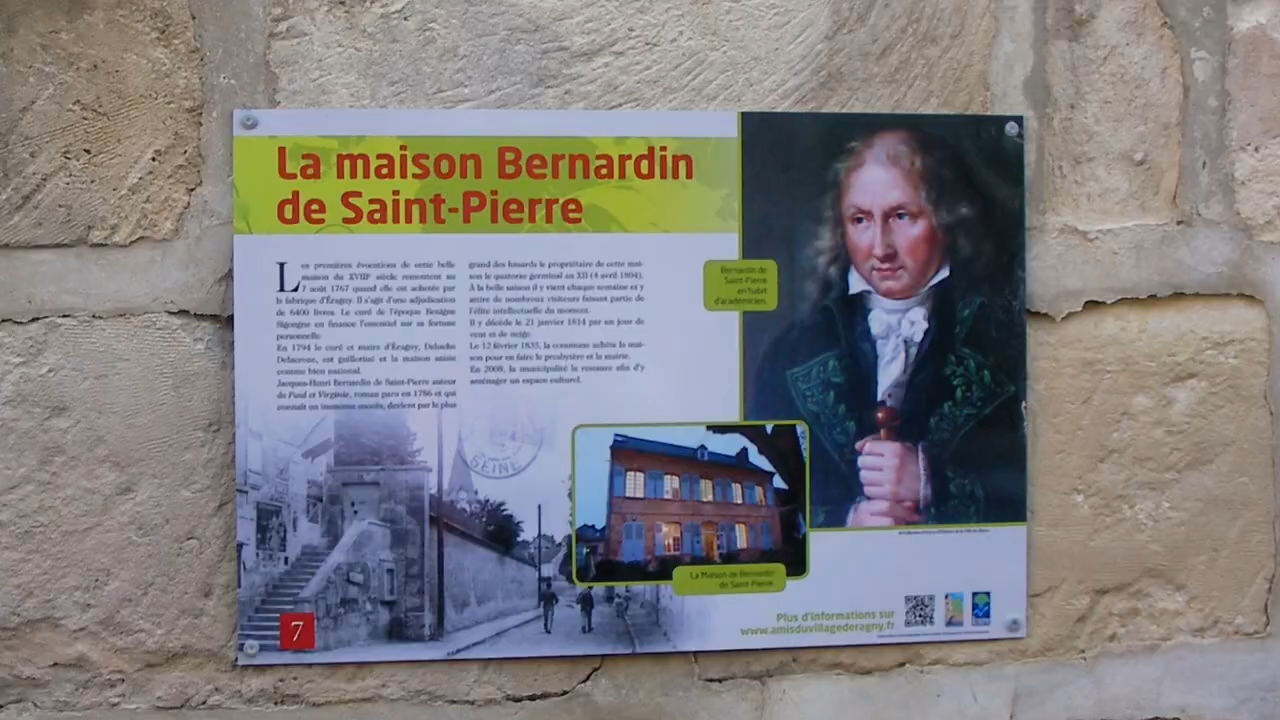 La maison Bernardin
de Saint-Pierre
Les premières évocations de cette belle
maison du XVIIIe siècle remontent au
7 août 1767 quand elle est achetée par
la fabrique d'Éragny. Il s'agit d'une adjudication
de 6400 livres. Le curé de l'époque Benigne
Sigongne en finance l'essentiel sur sa fortune
personnelle.
En 1794 le curé et maire d'Éragny, Deluche
Delacroze, est guillotiné et la maison saisie
comme bien national.
Jacques-Henri Bernardin de Saint-Pierre auteur
de Paul et Virginie, roman paru en 1786 et qui
connaît un immense succès, devient par le plus
grand des hasards le propriétaire de cette mai-
son le quatorze germinal an XII (4 avril 1804).
À la belle saison il y vient chaque semaine et y
attire de nombreux visiteurs faisant partie de
l'élite intellectuelle du moment.
Il y décède le 21 janvier 1814 par un jour de
vent et de neige.
Le 12 février 1835, la commune achète la mai-
son pour en faire le presbytère et la mairie.
En 2008, la municipalité la restaure afin d'y
aménager un espace culturel.
Bernardin de
Saint-Pierre
en habit
d'académicien.
SEINE
La Maison de Bernardin
de Saint-Pierre
7
Plus d'informations sur
www.amisduvillagederagny.fr